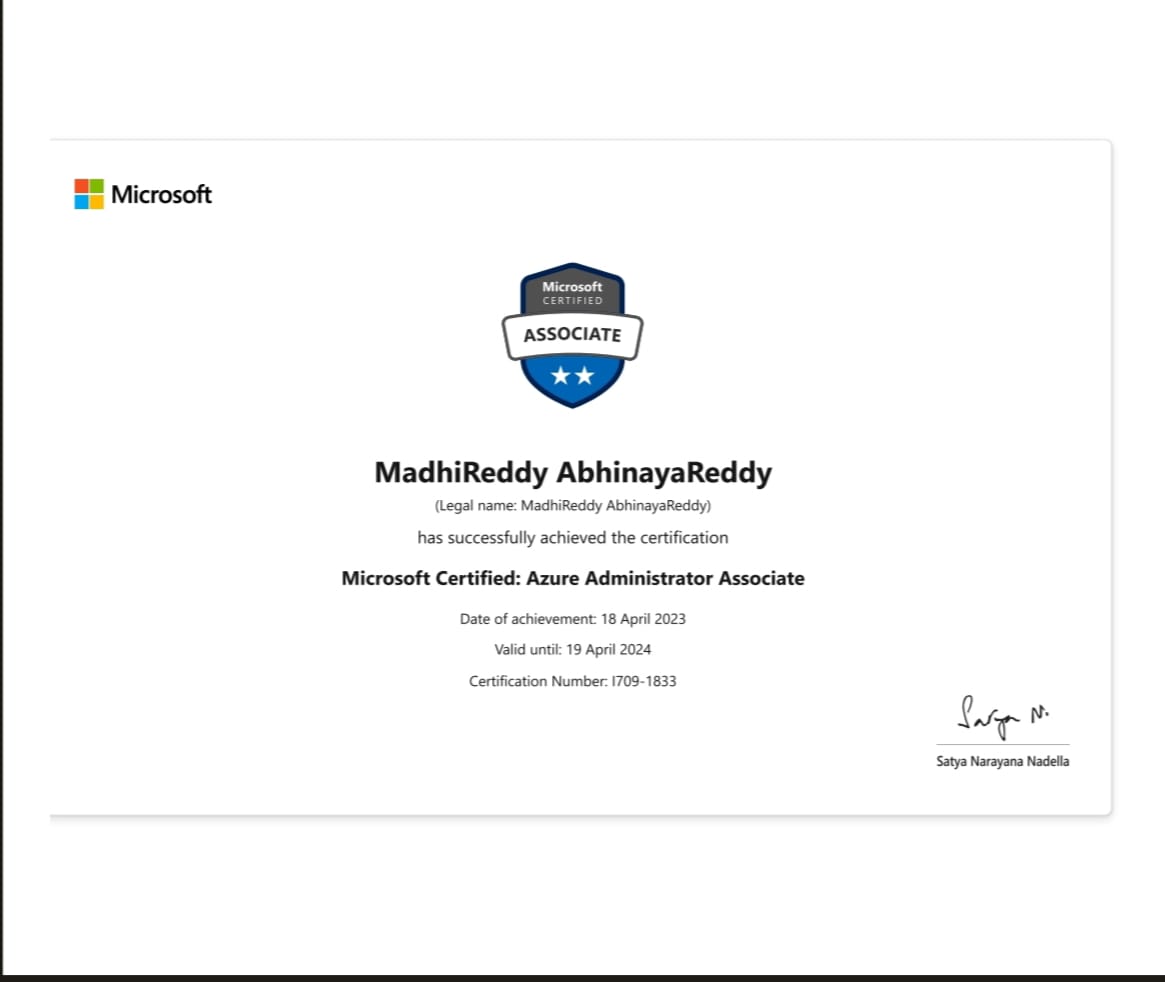 Microsoft
Microsoft
CERTIFIED
ASSOCIATE
MadhiReddy AbhinayaReddy
(Legal name: MadhiReddy AbhinayaReddy)
has successfully achieved the certification
Microsoft Certified: Azure Administrator Associate
Date of achievement: 18 April 2023
Valid until: 19 April 2024
Certification Number: I709-1833
Satya N.
Satya Narayana Nadella